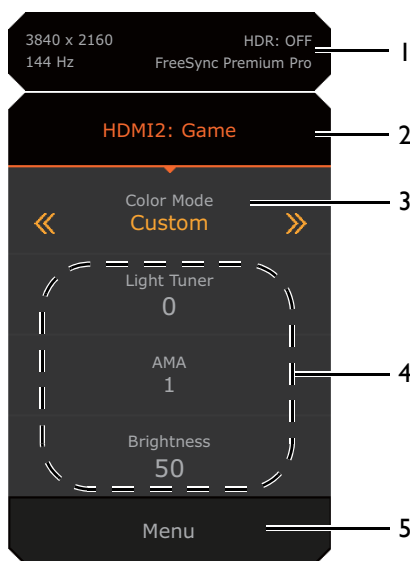 3840 x 2160 HDR: OFF
144 Hz FreeSync Premium Pro
1
HDMI2: Game
2
Color Mode
3
Custom
Light Tuner
0
AMA
4
1
Brightness
50
Menu
5